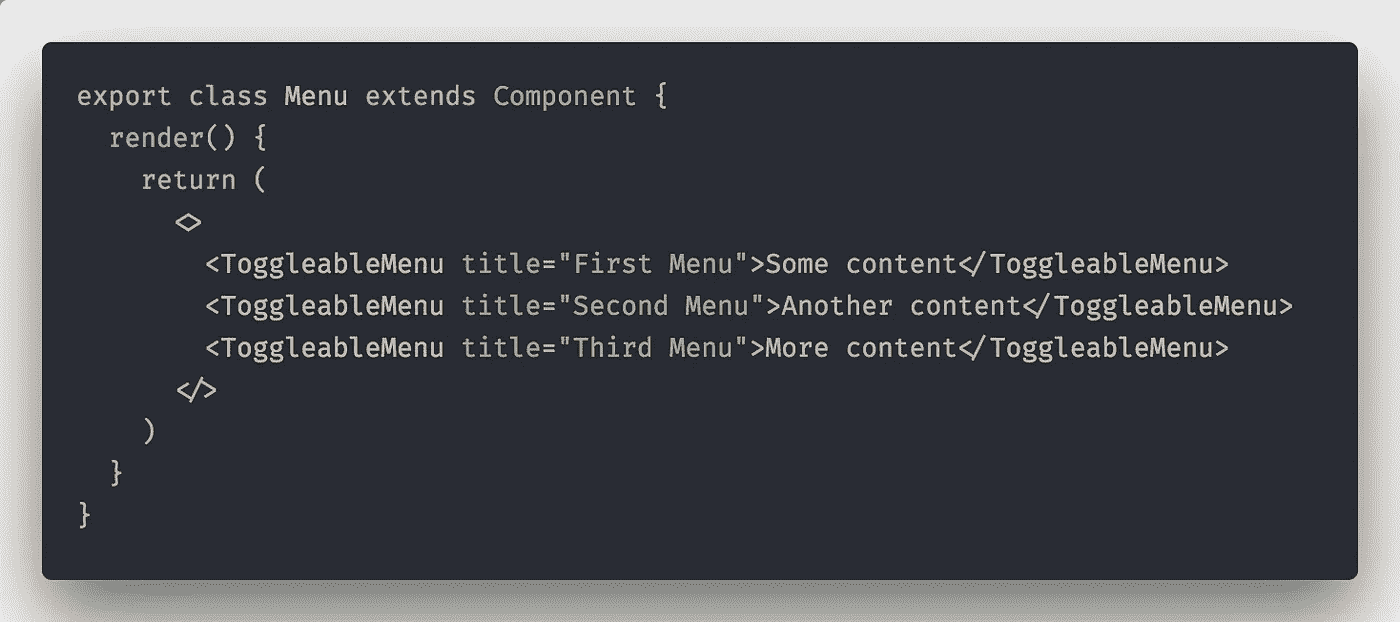 export class Menu extends Component {
  render() {
    return (
      <>
        <ToggleableMenu title="First Menu">Some content</ToggleableMenu>
        <ToggleableMenu title="Second Menu">Another content</ToggleableMenu>
        <ToggleableMenu title="Third Menu">More content</ToggleableMenu>
      </>
    )
  }
}